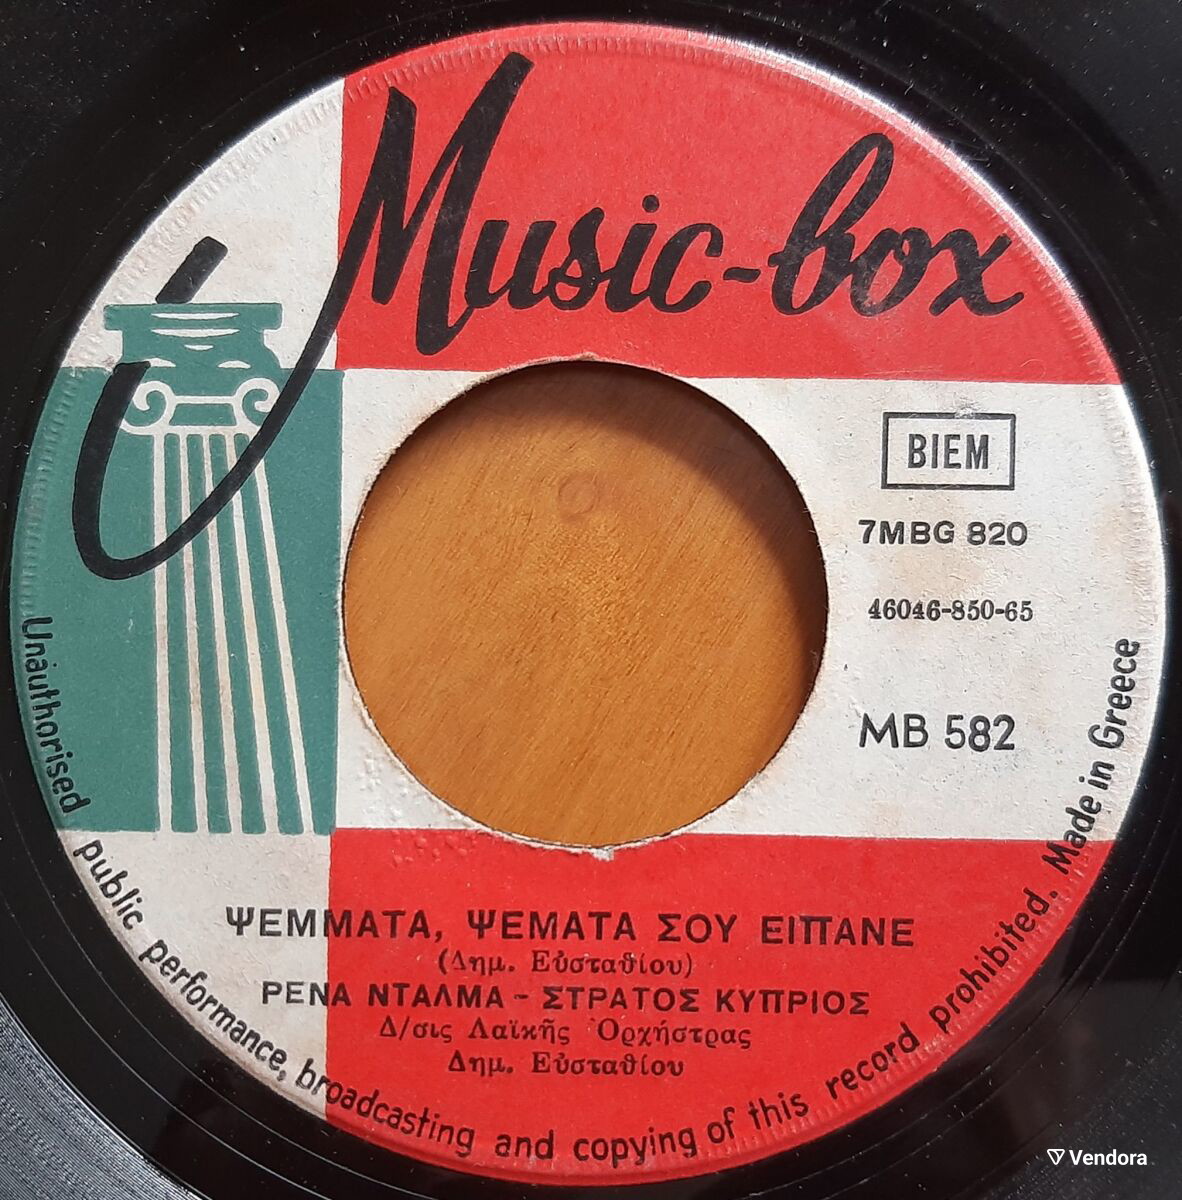 Music-box
BIEM
7MBG 820
46046-850-65
MB 582
ΨΕΜΜΑΤΑ, ΨΕΜΑΤΑ ΣΟΥ ΕΙΠΑΝΕ
(Δημ. Εὐσταθίου)
ΡΕΝΑ ΝΤΑΛΜΑ - ΣΤΡΑΤΟΣ ΚΥΠΡΙΟΣ
Δ/σις Λαϊκῆς Ὀρχήστρας
Δημ. Εὐσταθίου
Unauthorised public performance, broadcasting and copying of this record prohibited. Made in Greece
Vendora